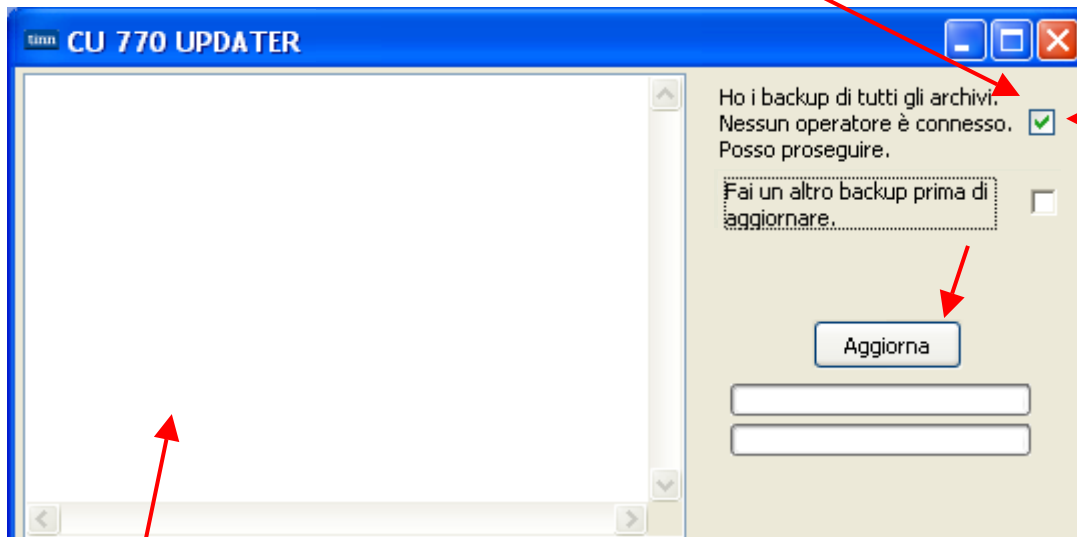 tinn CU 770 UPDATER
Ho i backup di tutti gli archivi.
Nessun operatore è connesso.
Posso proseguire.
Fai un altro backup prima di
aggiornare.
Aggiorna